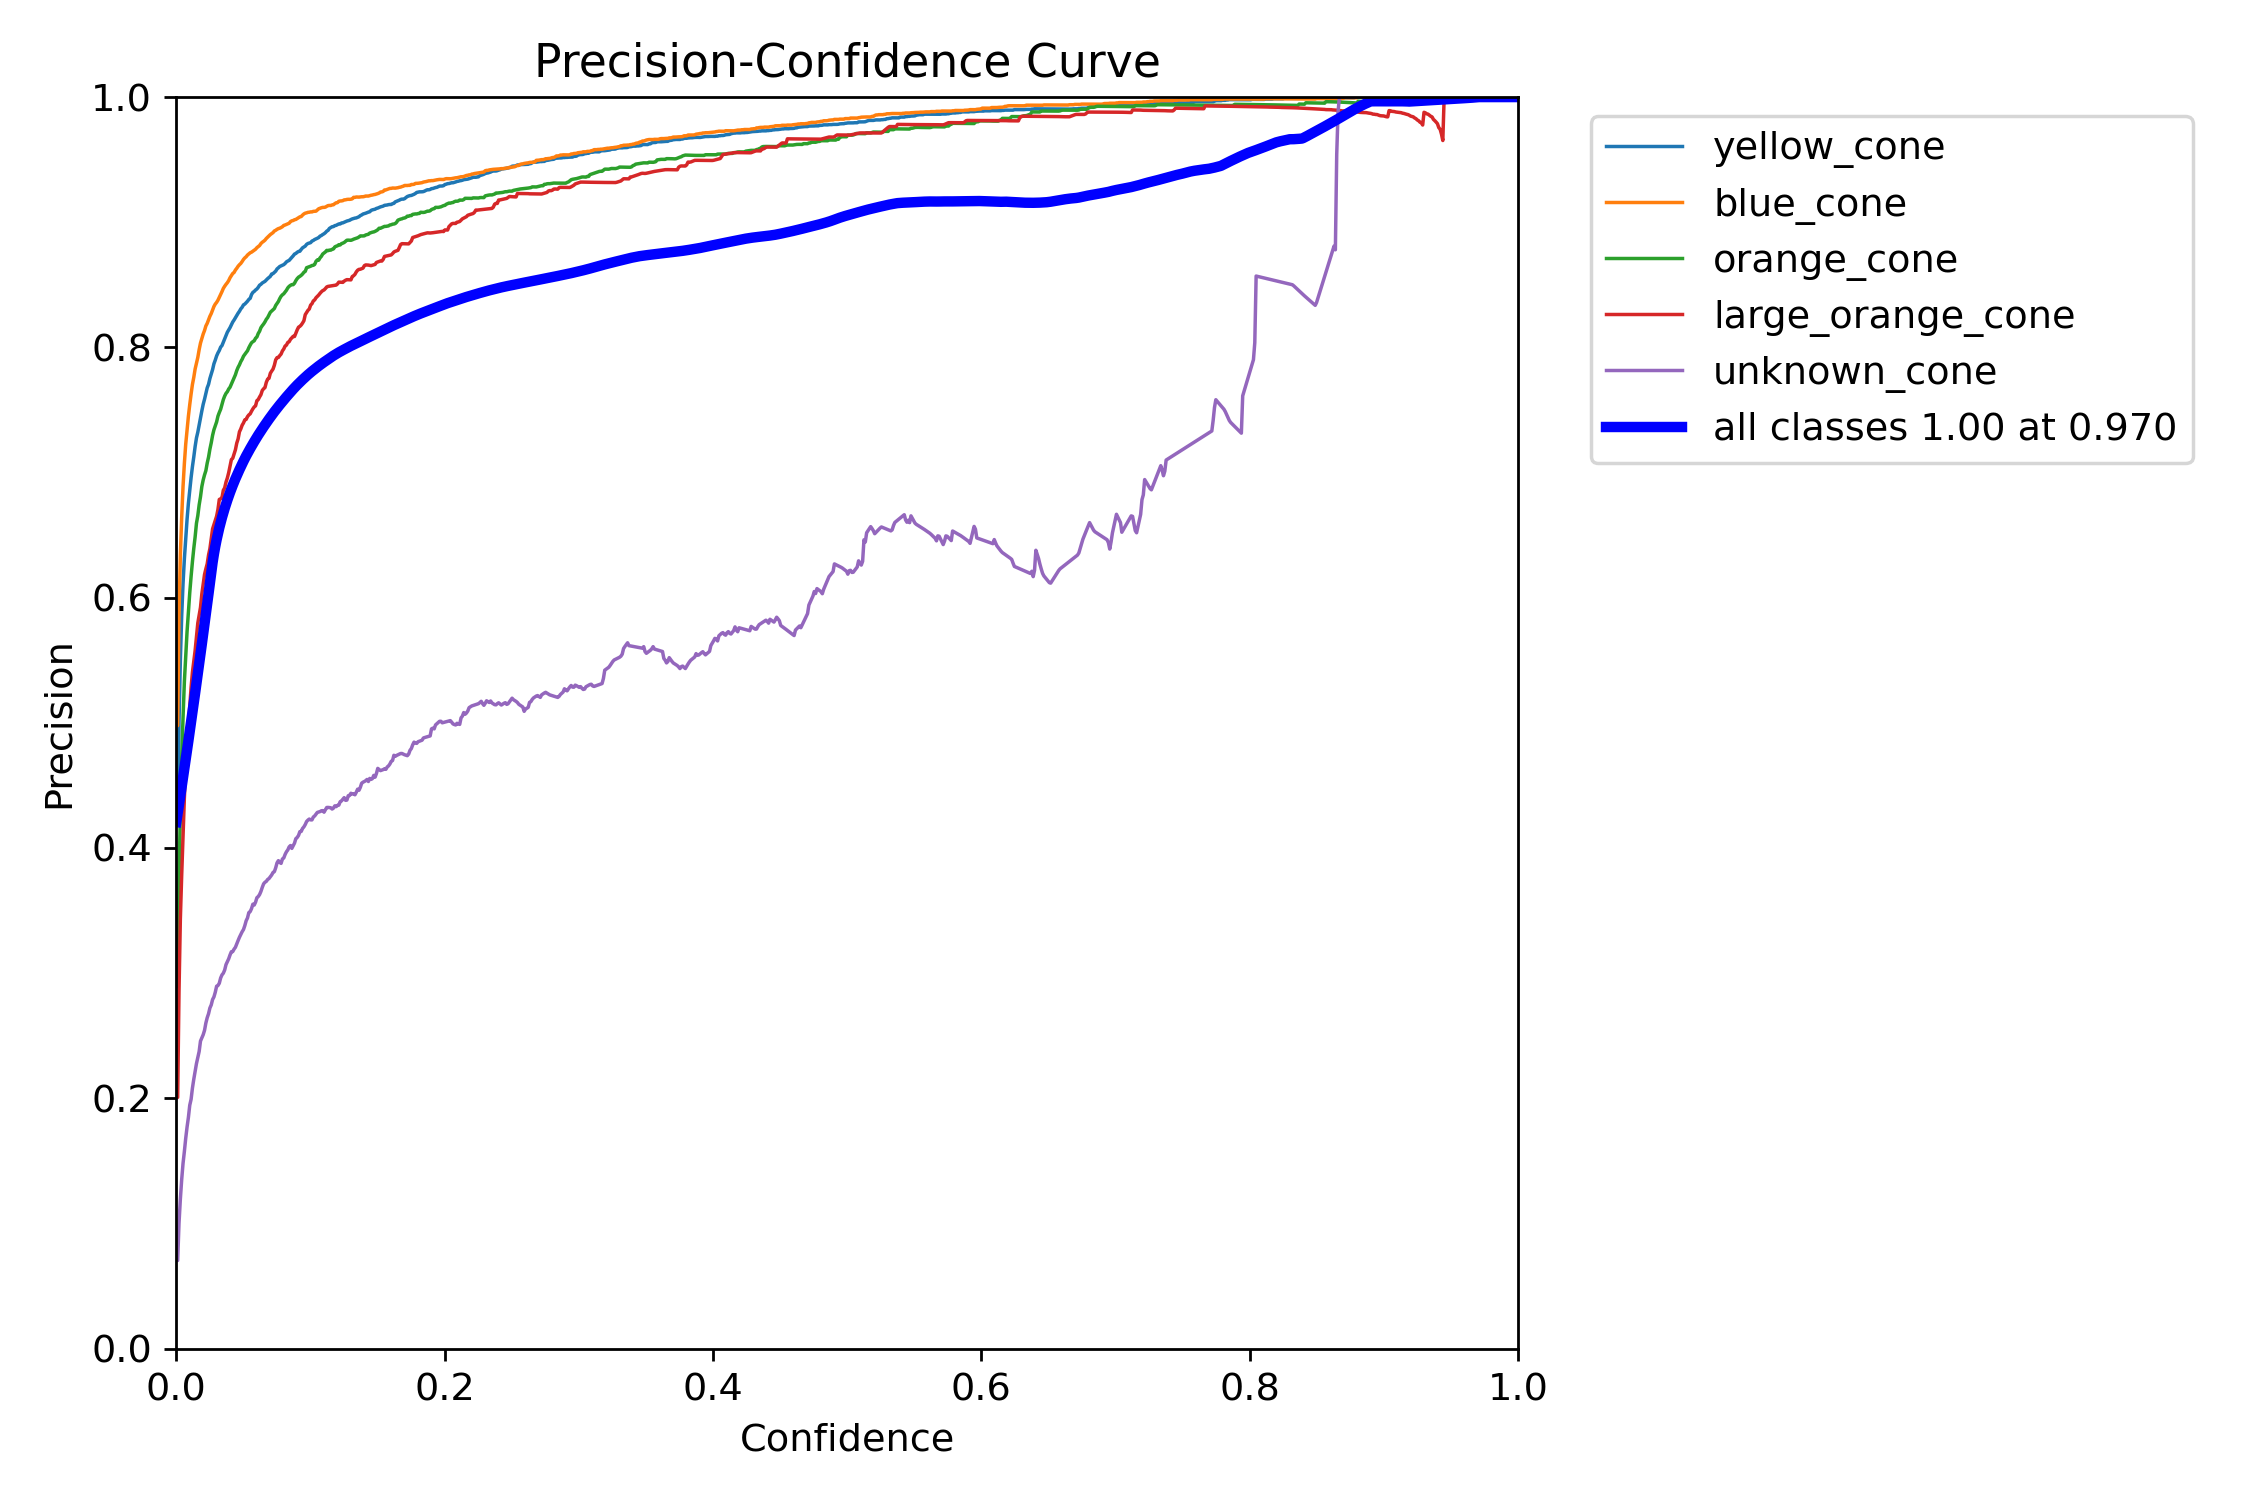 Precision-Confidence Curve
1.0
0.8
0.6
0.4
0.2
0.0
Precision
0.0 0.2 0.4 0.6 0.8 1.0
Confidence
yellow_cone
blue_cone
orange_cone
large_orange_cone
unknown_cone
all classes 1.00 at 0.970